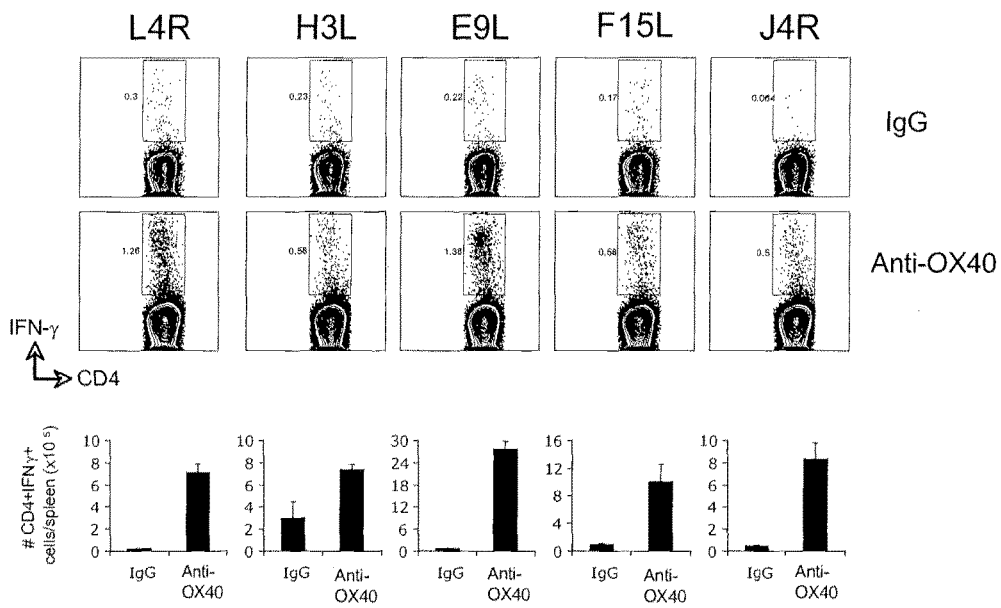 L4R H3L E9L F15L J4R
0.3 0.23 0.22 0.17 0.064
IgG
1.26 0.58 1.38 0.58 0.5
Anti-OX40
IFN-γ
CD4
# CD4+IFNγ+
cells/spleen (x10⁵)
10 10 30 16 10
8 8 24 12 8
6 6 18 8 6
4 4 12 4 4
2 2 6 2
0 0 0 0 0
IgG Anti-OX40 IgG Anti-OX40 IgG Anti-OX40 IgG Anti-OX40 IgG Anti-OX40